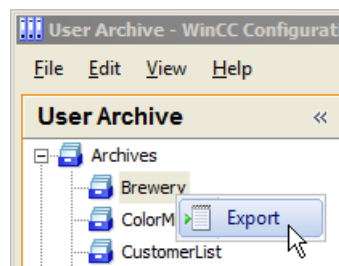 User Archive - WinCC Configurat
File Edit View Help
User Archive «
Archives
Brewery
ColorM
Export
CustomerList